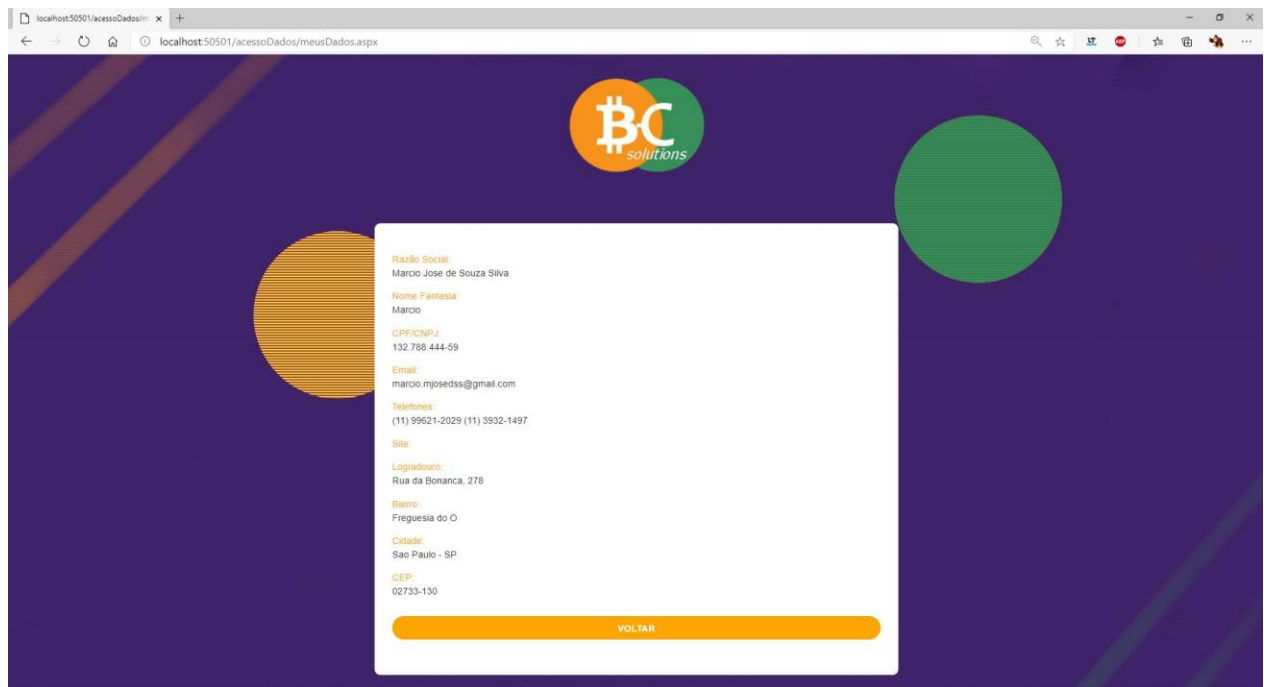 localhost:50501/acessoDados/m
localhost:50501/acessoDados/meusDados.aspx
BC
solutions
Razão Social:
Marcio Jose de Souza Silva
Nome Fantasia:
Marcio
CPF/CNPJ:
132.788.444-59
Email:
marcio.mjosedss@gmail.com
Telefones:
(11) 99621-2029 (11) 3932-1497
Site:
Logradouro:
Rua da Bonanca, 278
Bairro:
Freguesia do O
Cidade:
Sao Paulo - SP
CEP:
02733-130
VOLTAR